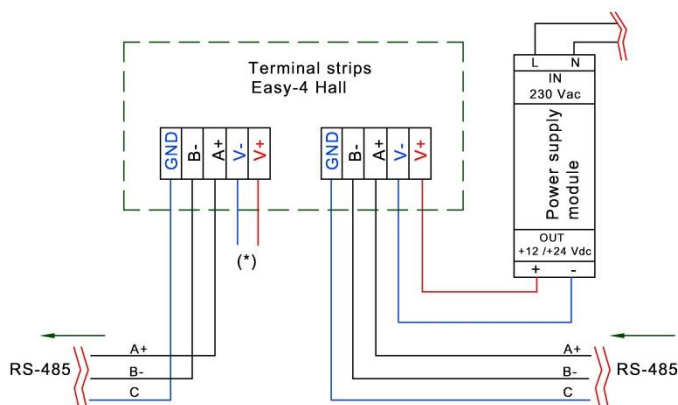 L N
IN
230 Vac
Power supply
module
OUT
+12 /+24 Vdc
+ -
Terminal strips
Easy-4 Hall
GND B- A+ V- V+
GND B- A+ V- V+
(*)
RS-485
A+
B-
C
A+
B-
C
RS-485